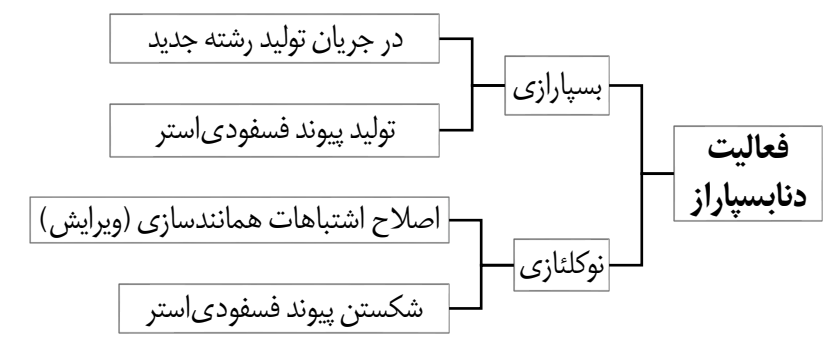 فعالیت
دنابسپاراز
بسپارازی
در جریان تولید رشته جدید
تولید پیوند فسفودی‌استر
نوکلئازی
اصلاح اشتباهات همانندسازی (ویرایش)
شکستن پیوند فسفودی‌استر